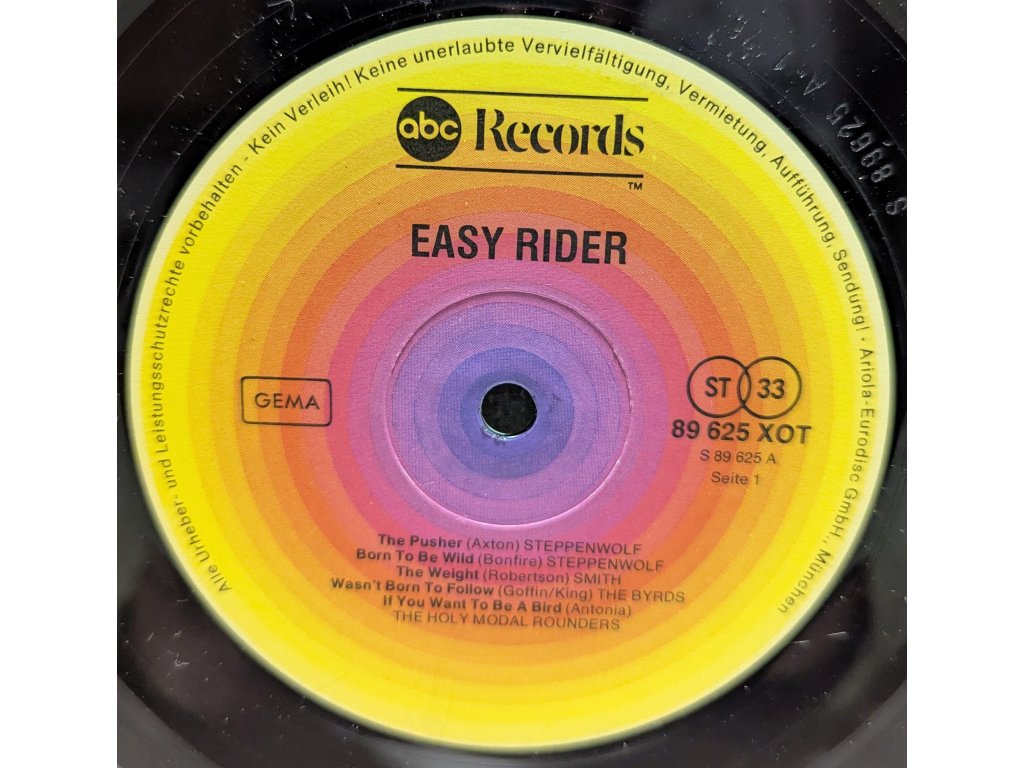 Alle Urheber- und Leistungsschutzrechte vorbehalten - Kein Verleih! Keine unerlaubte Vervielfältigung, Vermietung, Aufführung, Sendung! • Ariola-Eurodisc GmbH., München
abc Records
TM
EASY RIDER
GEMA
ST 33
89 625 XOT
S 89 625 A
Seite 1
The Pusher (Axton) STEPPENWOLF
Born To Be Wild (Bonfire) STEPPENWOLF
The Weight (Robertson) SMITH
Wasn't Born To Follow (Goffin/King) THE BYRDS
If You Want To Be A Bird (Antonia)
THE HOLY MODAL ROUNDERS